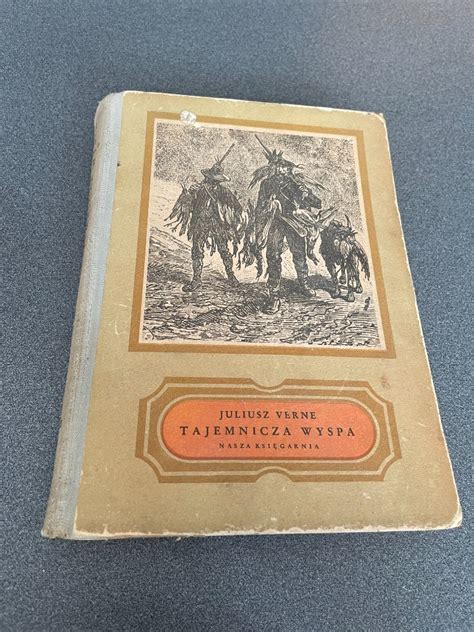 JULIUSZ VERNE
TAJEMNICZA WYSPA
NASZA KSIĘGARNIA